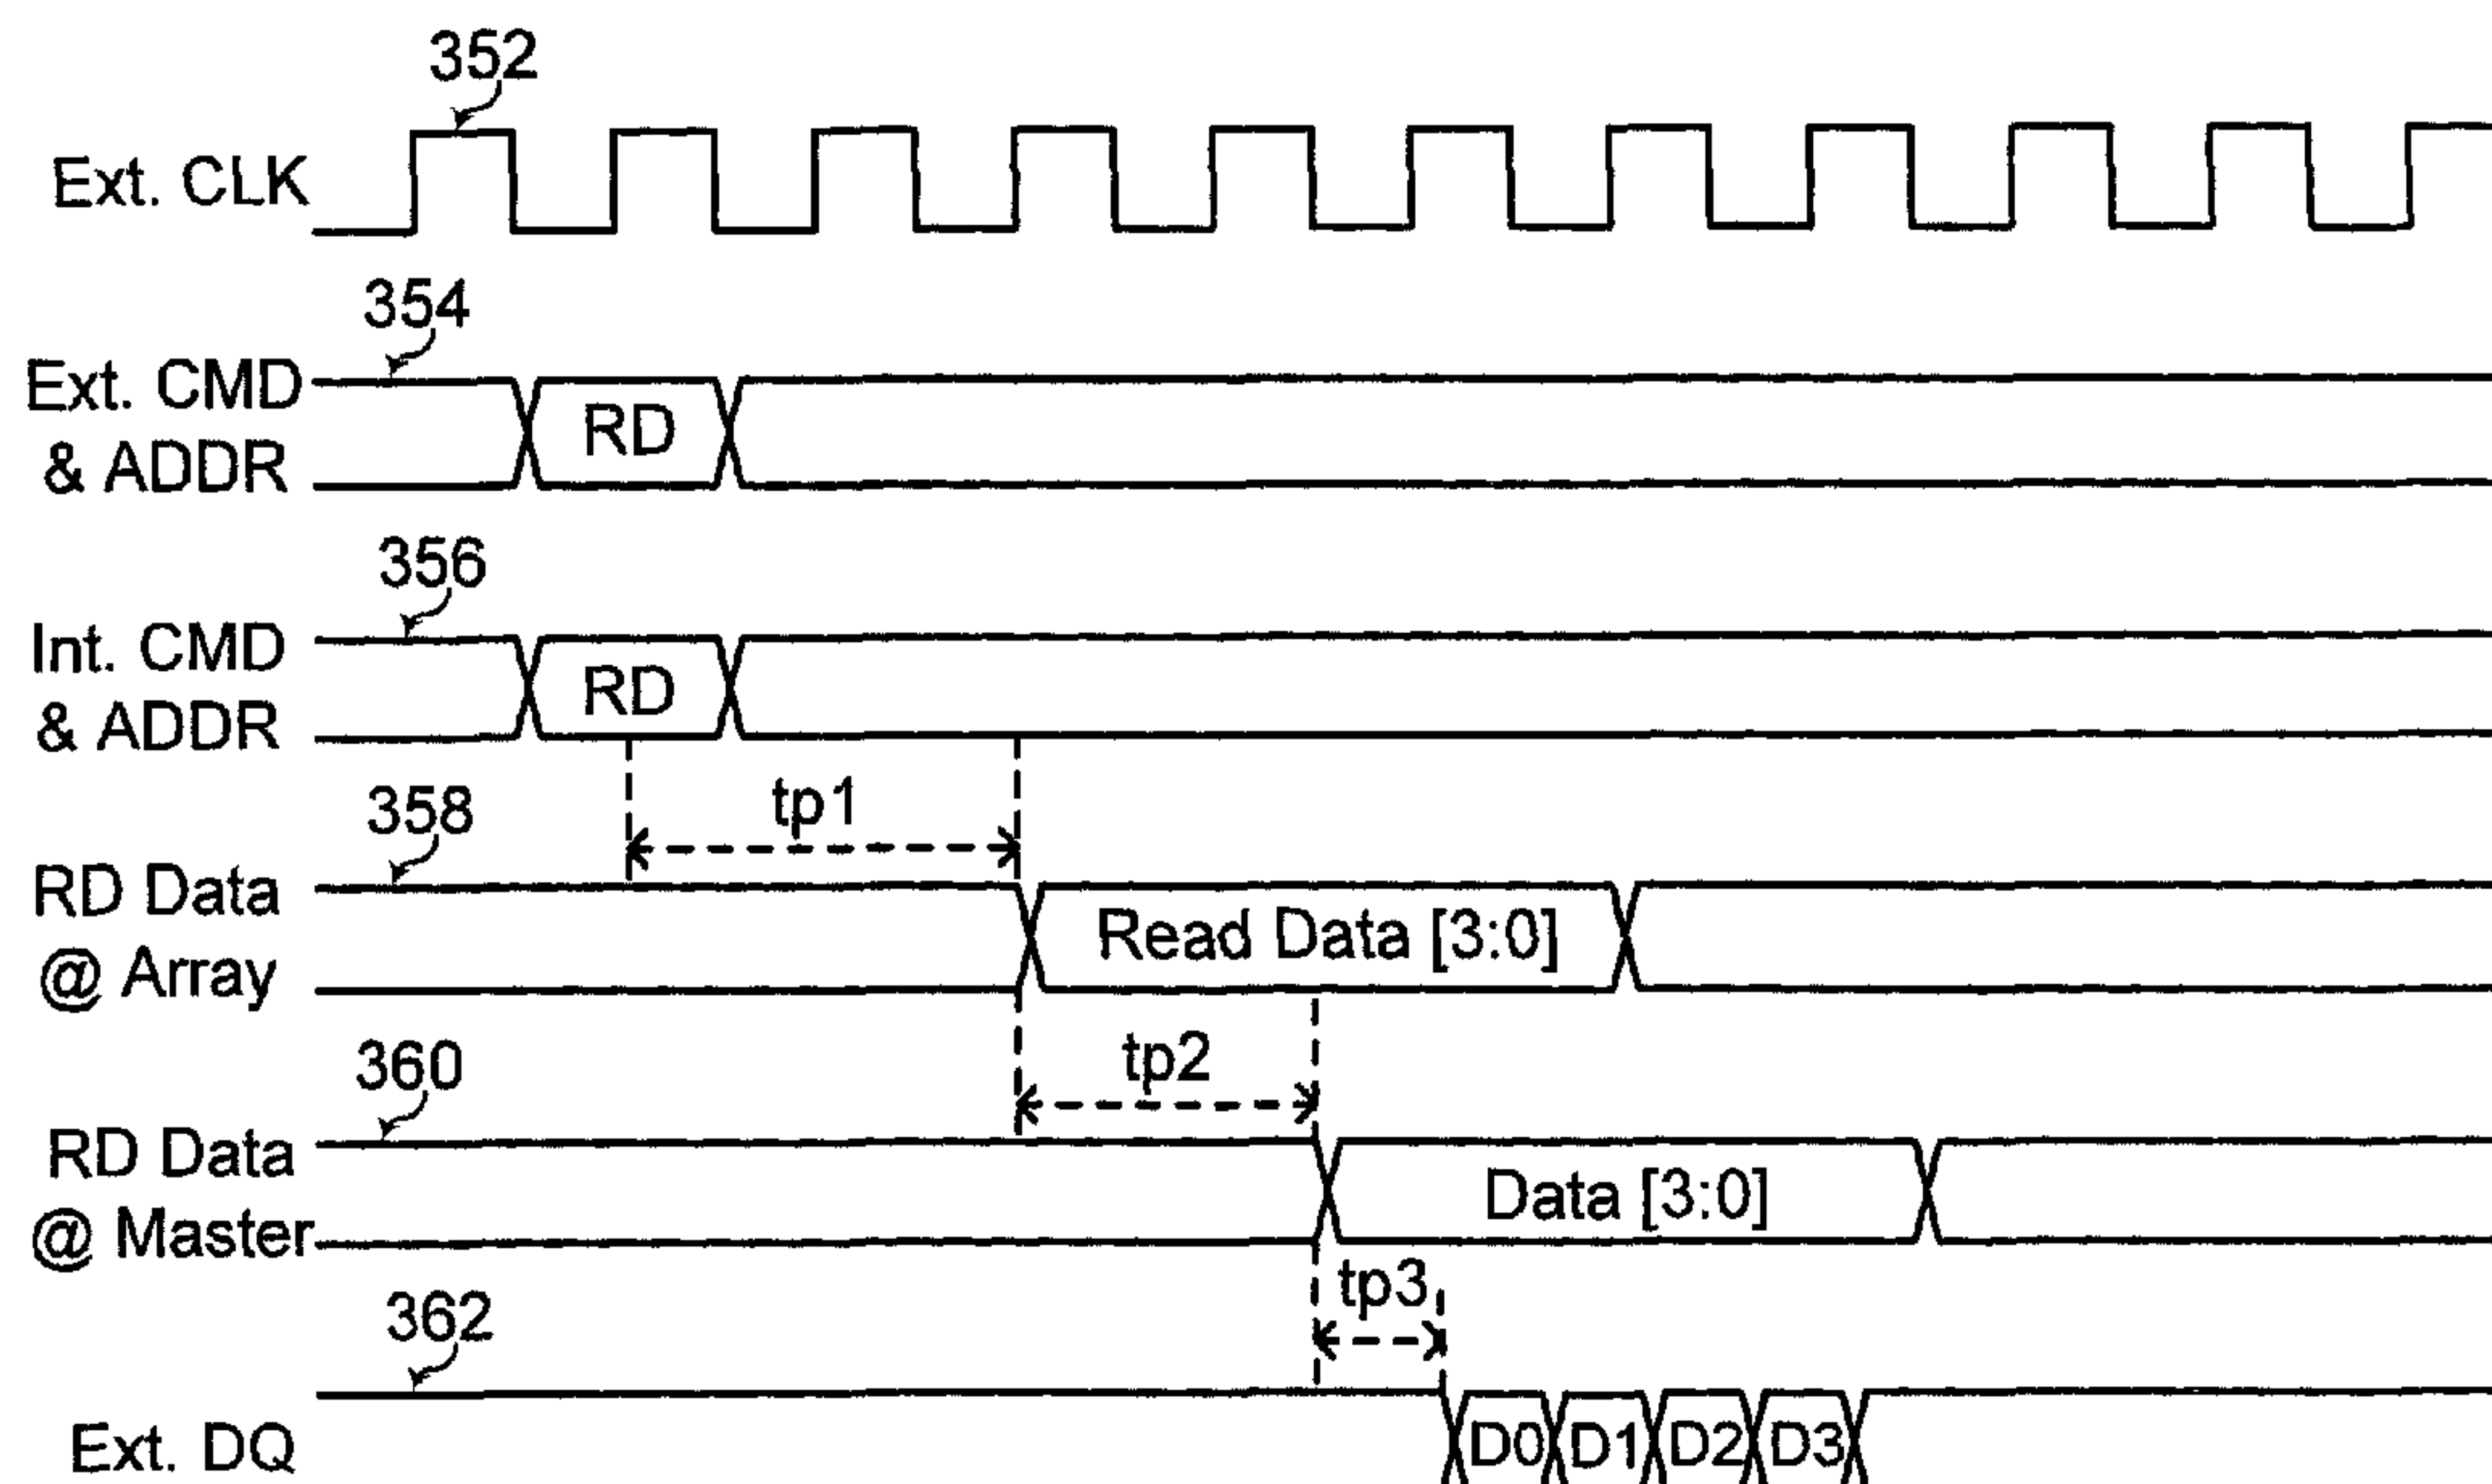 352
Ext. CLK
354
Ext. CMD
& ADDR
RD
356
Int. CMD
& ADDR
RD
tp1
358
RD Data
@ Array
Read Data [3:0]
tp2
360
RD Data
@ Master
Data [3:0]
tp3
362
Ext. DQ
D0 D1 D2 D3